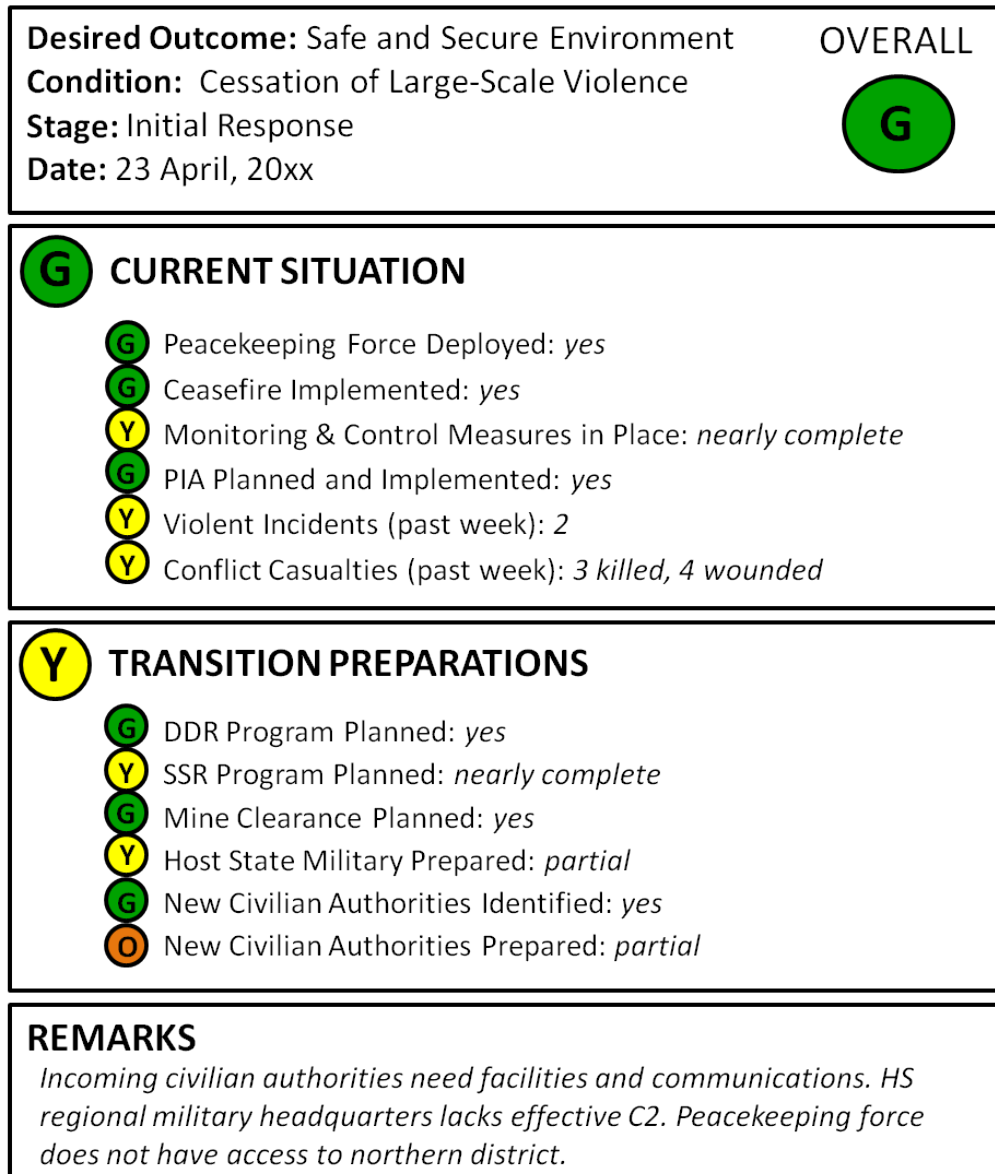 Desired Outcome: Safe and Secure Environment
OVERALL
Condition: Cessation of Large-Scale Violence
G
Stage: Initial Response
Date: 23 April, 20xx
G CURRENT SITUATION
G Peacekeeping Force Deployed: yes
G Ceasefire Implemented: yes
Y Monitoring & Control Measures in Place: nearly complete
G PIA Planned and Implemented: yes
Y Violent Incidents (past week): 2
Y Conflict Casualties (past week): 3 killed, 4 wounded
Y TRANSITION PREPARATIONS
G DDR Program Planned: yes
Y SSR Program Planned: nearly complete
G Mine Clearance Planned: yes
Y Host State Military Prepared: partial
G New Civilian Authorities Identified: yes
O New Civilian Authorities Prepared: partial
REMARKS
Incoming civilian authorities need facilities and communications. HS
regional military headquarters lacks effective C2. Peacekeeping force
does not have access to northern district.